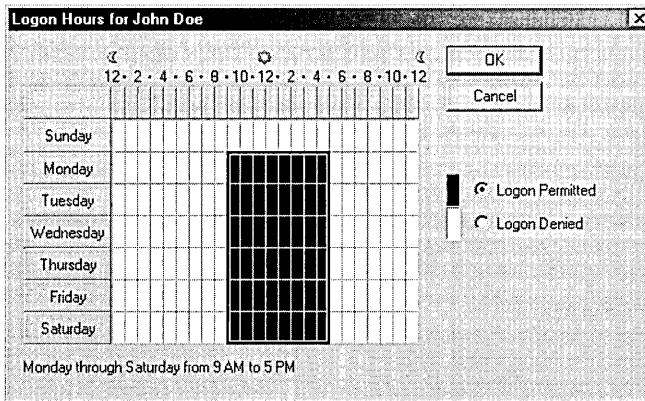 Logon Hours for John Doe
OK
12 · 2 · 4 · 6 · 8 · 10 · 12 · 2 · 4 · 6 · 8 · 10 · 12
Cancel
Sunday
Monday
Tuesday
Wednesday
Thursday
Friday
Saturday
Logon Permitted
Logon Denied
Monday through Saturday from 9 AM to 5 PM